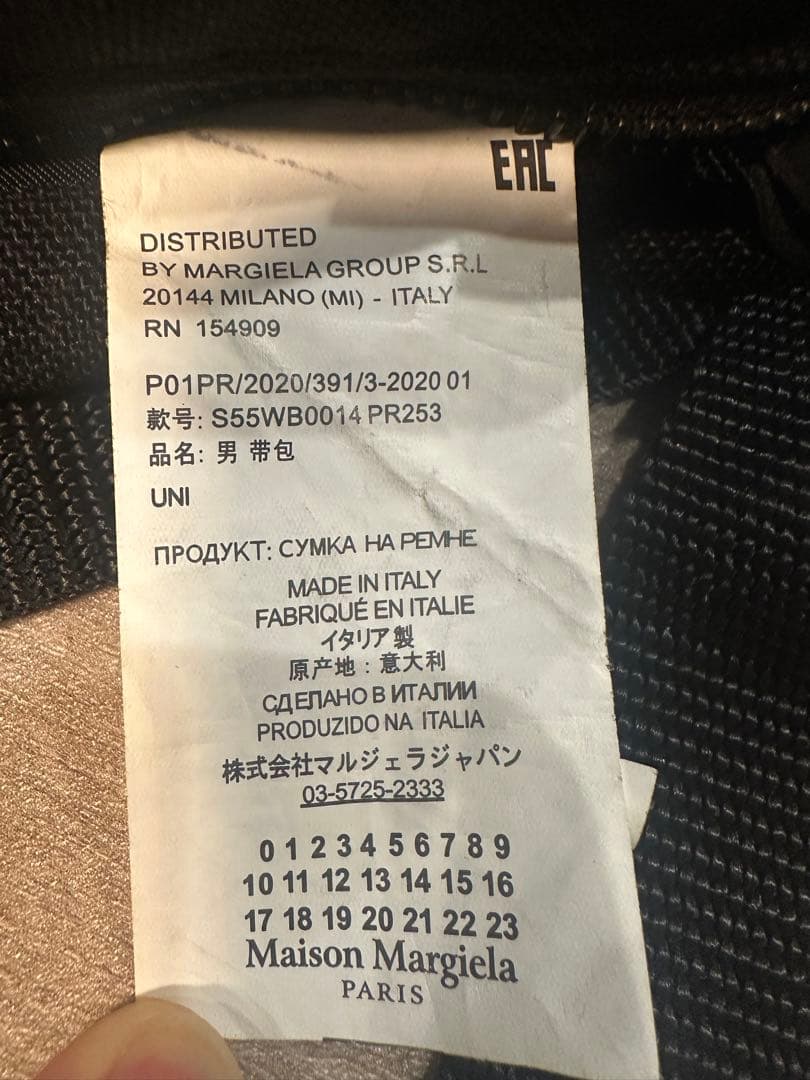 EAC
DISTRIBUTED
BY MARGIELA GROUP S.R.L
20144 MILANO (MI) - ITALY
RN 154909
P01PR/2020/391/3-2020 01
款号: S55WB0014 PR253
品名: 男 带包
UNI
ПРОДУКТ: СУМКА НА РЕМНЕ
MADE IN ITALY
FABRIQUÉ EN ITALIE
イタリア製
原产地：意大利
СДЕЛАНО В ИТАЛИИ
PRODUZIDO NA ITALIA
株式会社マルジェラジャパン
03-5725-2333
0 1 2 3 4 5 6 7 8 9
10 11 12 13 14 15 16
17 18 19 20 21 22 23
Maison Margiela
PARIS